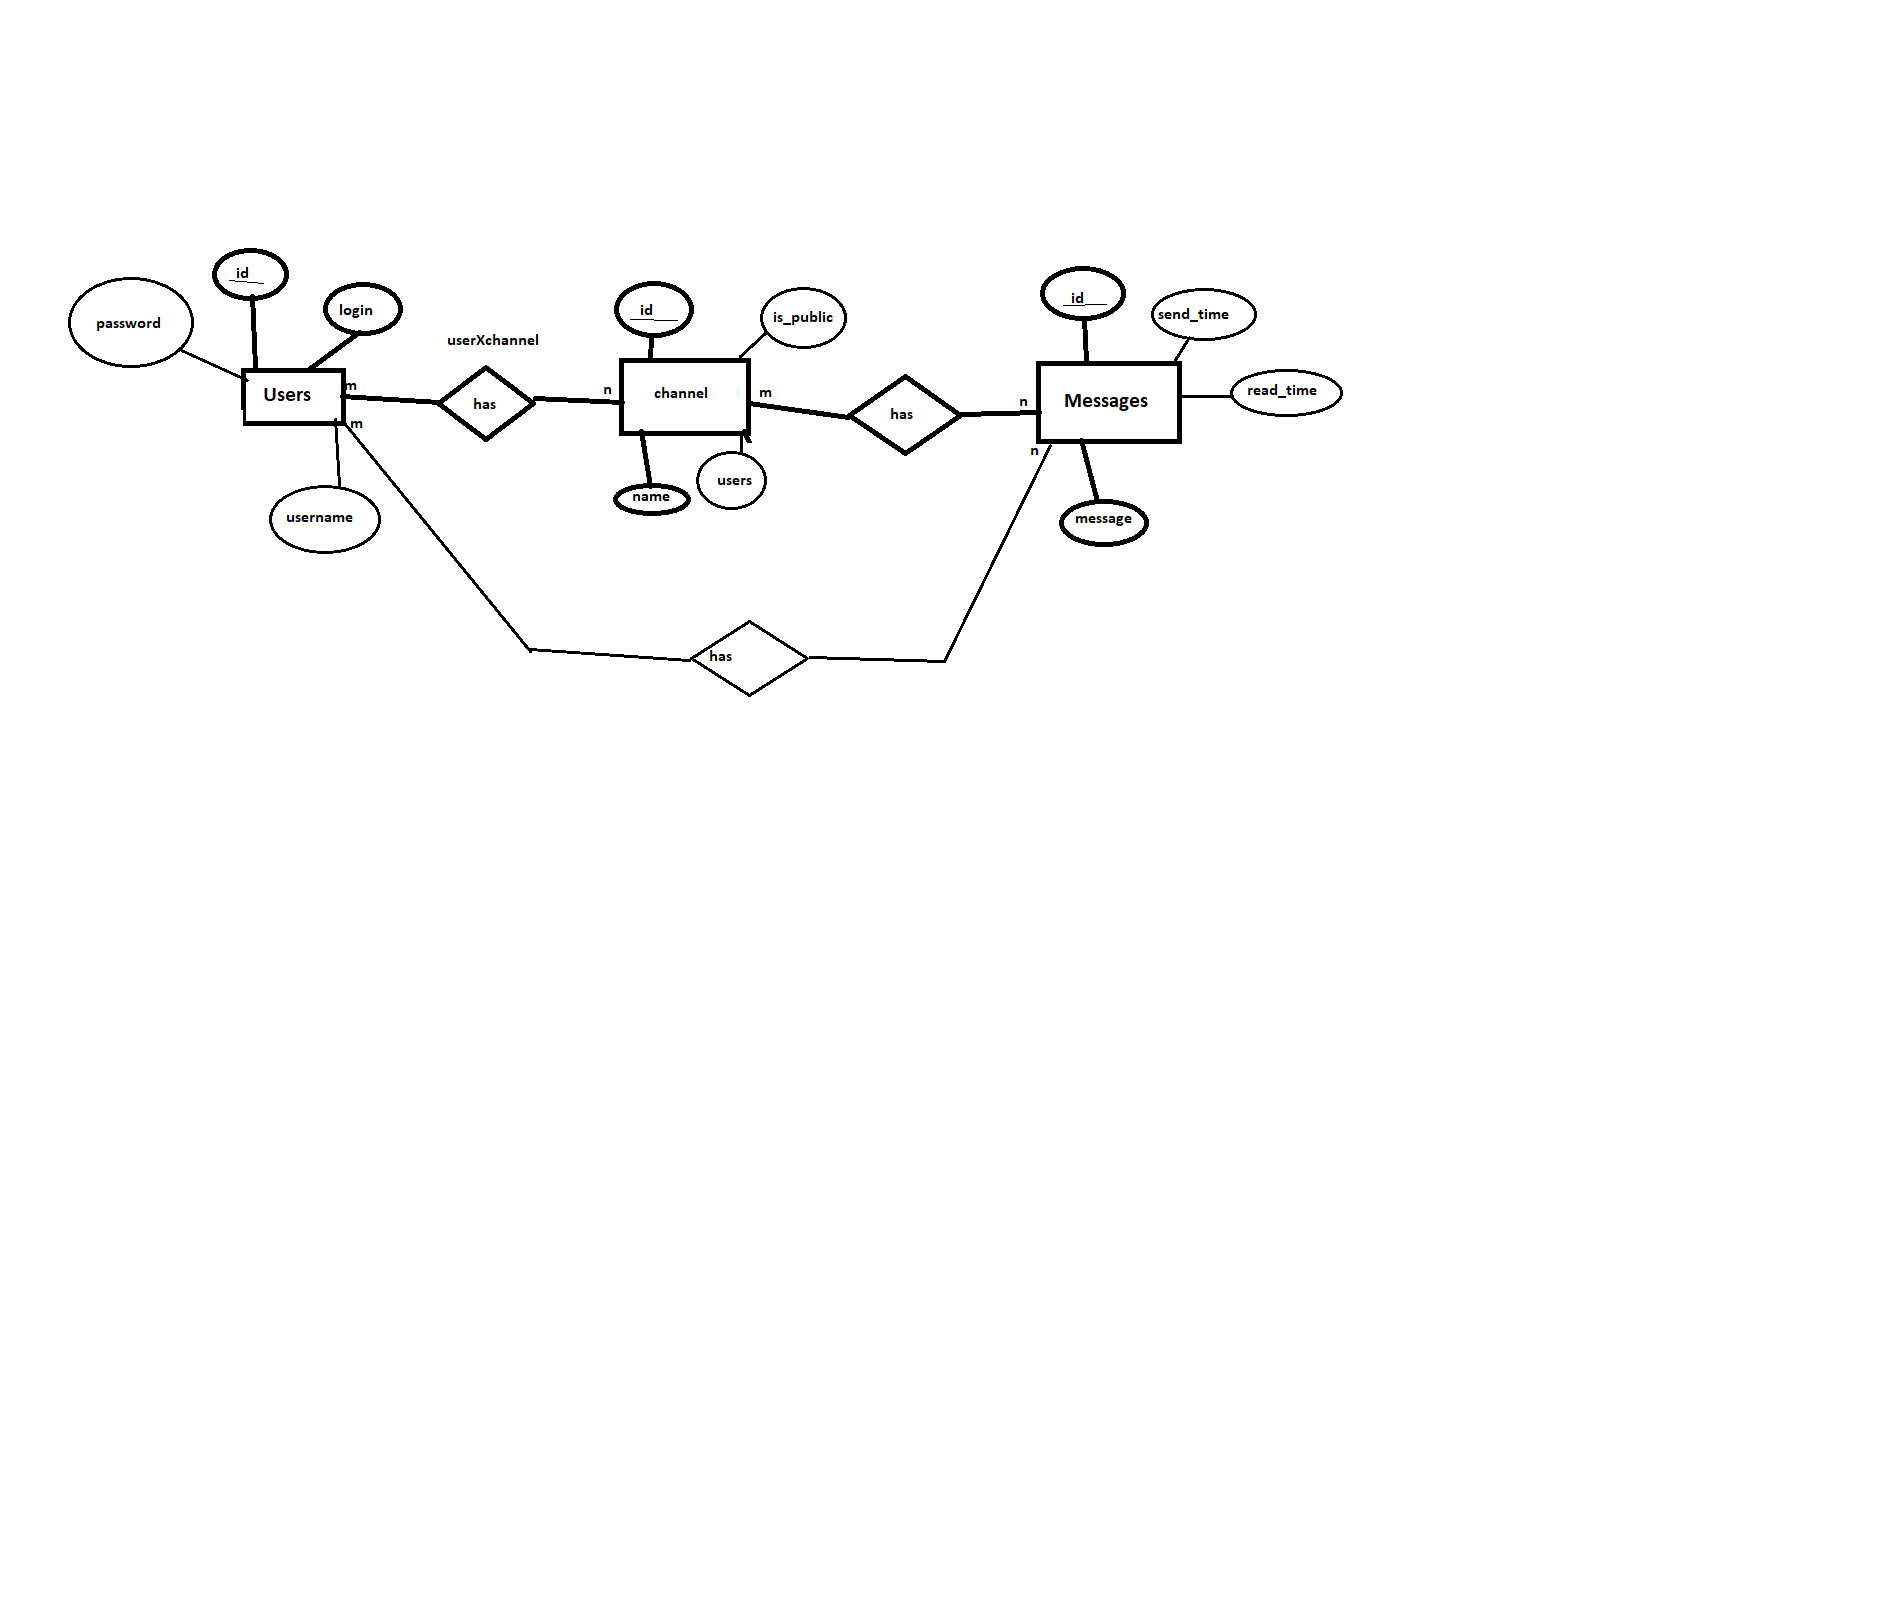 id
login
password
userXchannel
Users
m
has
n
m
username
id
is_public
channel
m
name
users
has
n
id
send_time
Messages
read_time
n
message
has